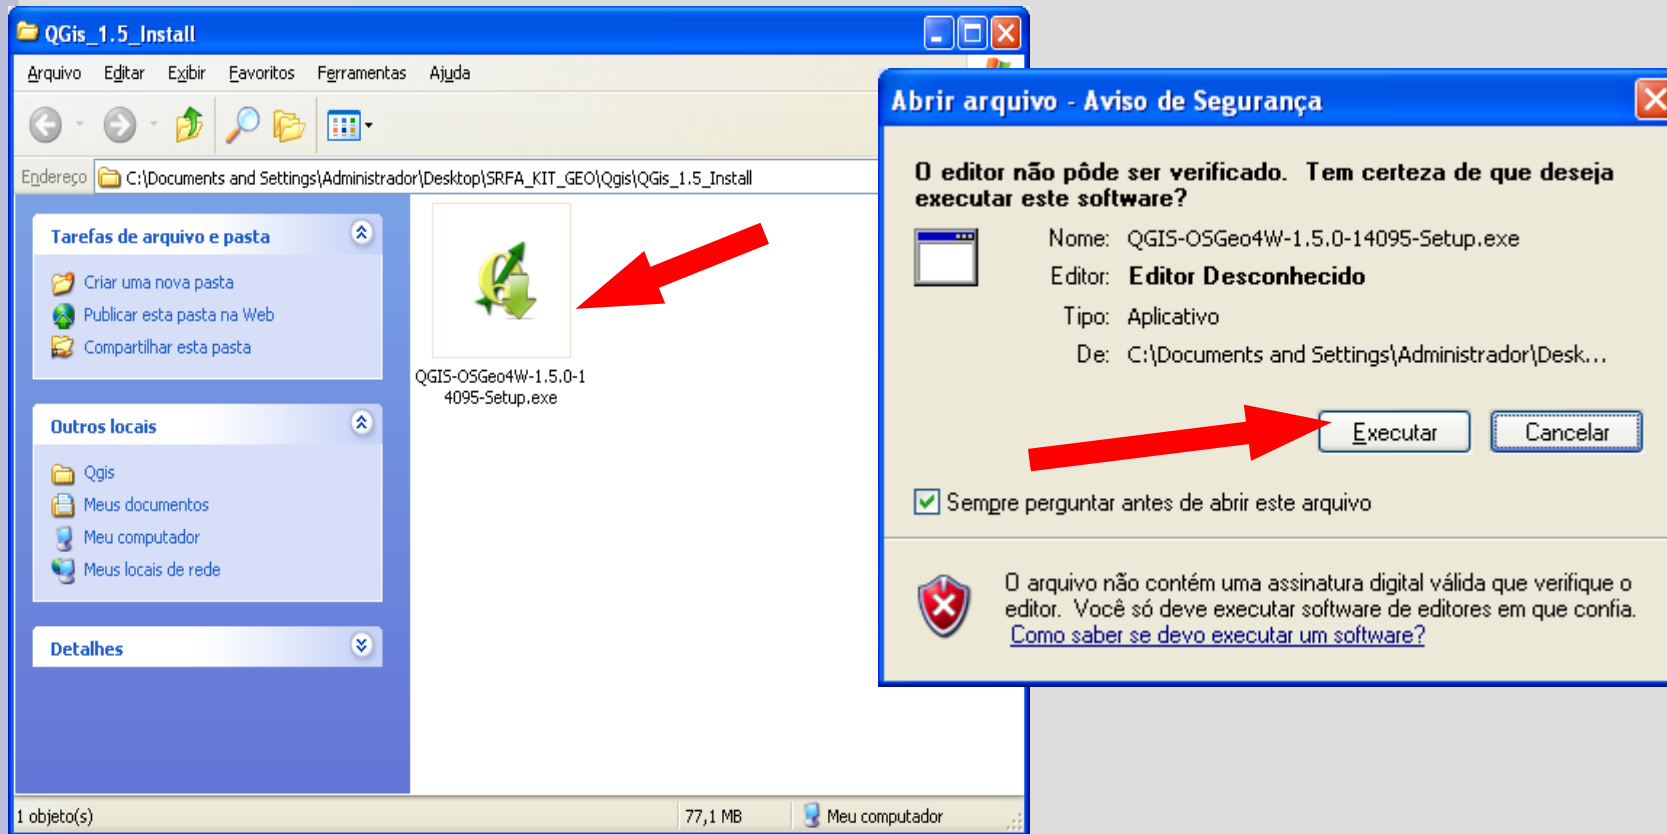 QGis_1.5_Install
Arquivo Editar Exibir Favoritos Ferramentas Ajuda
Endereço C:\Documents and Settings\Administrador\Desktop\SRFA_KIT_GEO\Qgis\QGis_1.5_Install
Tarefas de arquivo e pasta
Criar uma nova pasta
Publicar esta pasta na Web
Compartilhar esta pasta
Outros locais
Qgis
Meus documentos
Meu computador
Meus locais de rede
Detalhes
QGIS-OSGeo4W-1.5.0-1
4095-Setup.exe
1 objeto(s) 77,1 MB Meu computador
Abrir arquivo - Aviso de Segurança
O editor não pôde ser verificado. Tem certeza de que deseja
executar este software?
Nome: QGIS-OSGeo4W-1.5.0-14095-Setup.exe
Editor: Editor Desconhecido
Tipo: Aplicativo
De: C:\Documents and Settings\Administrador\Desk...
Executar Cancelar
Sempre perguntar antes de abrir este arquivo
O arquivo não contém uma assinatura digital válida que verifique o
editor. Você só deve executar software de editores em que confia.
Como saber se devo executar um software?